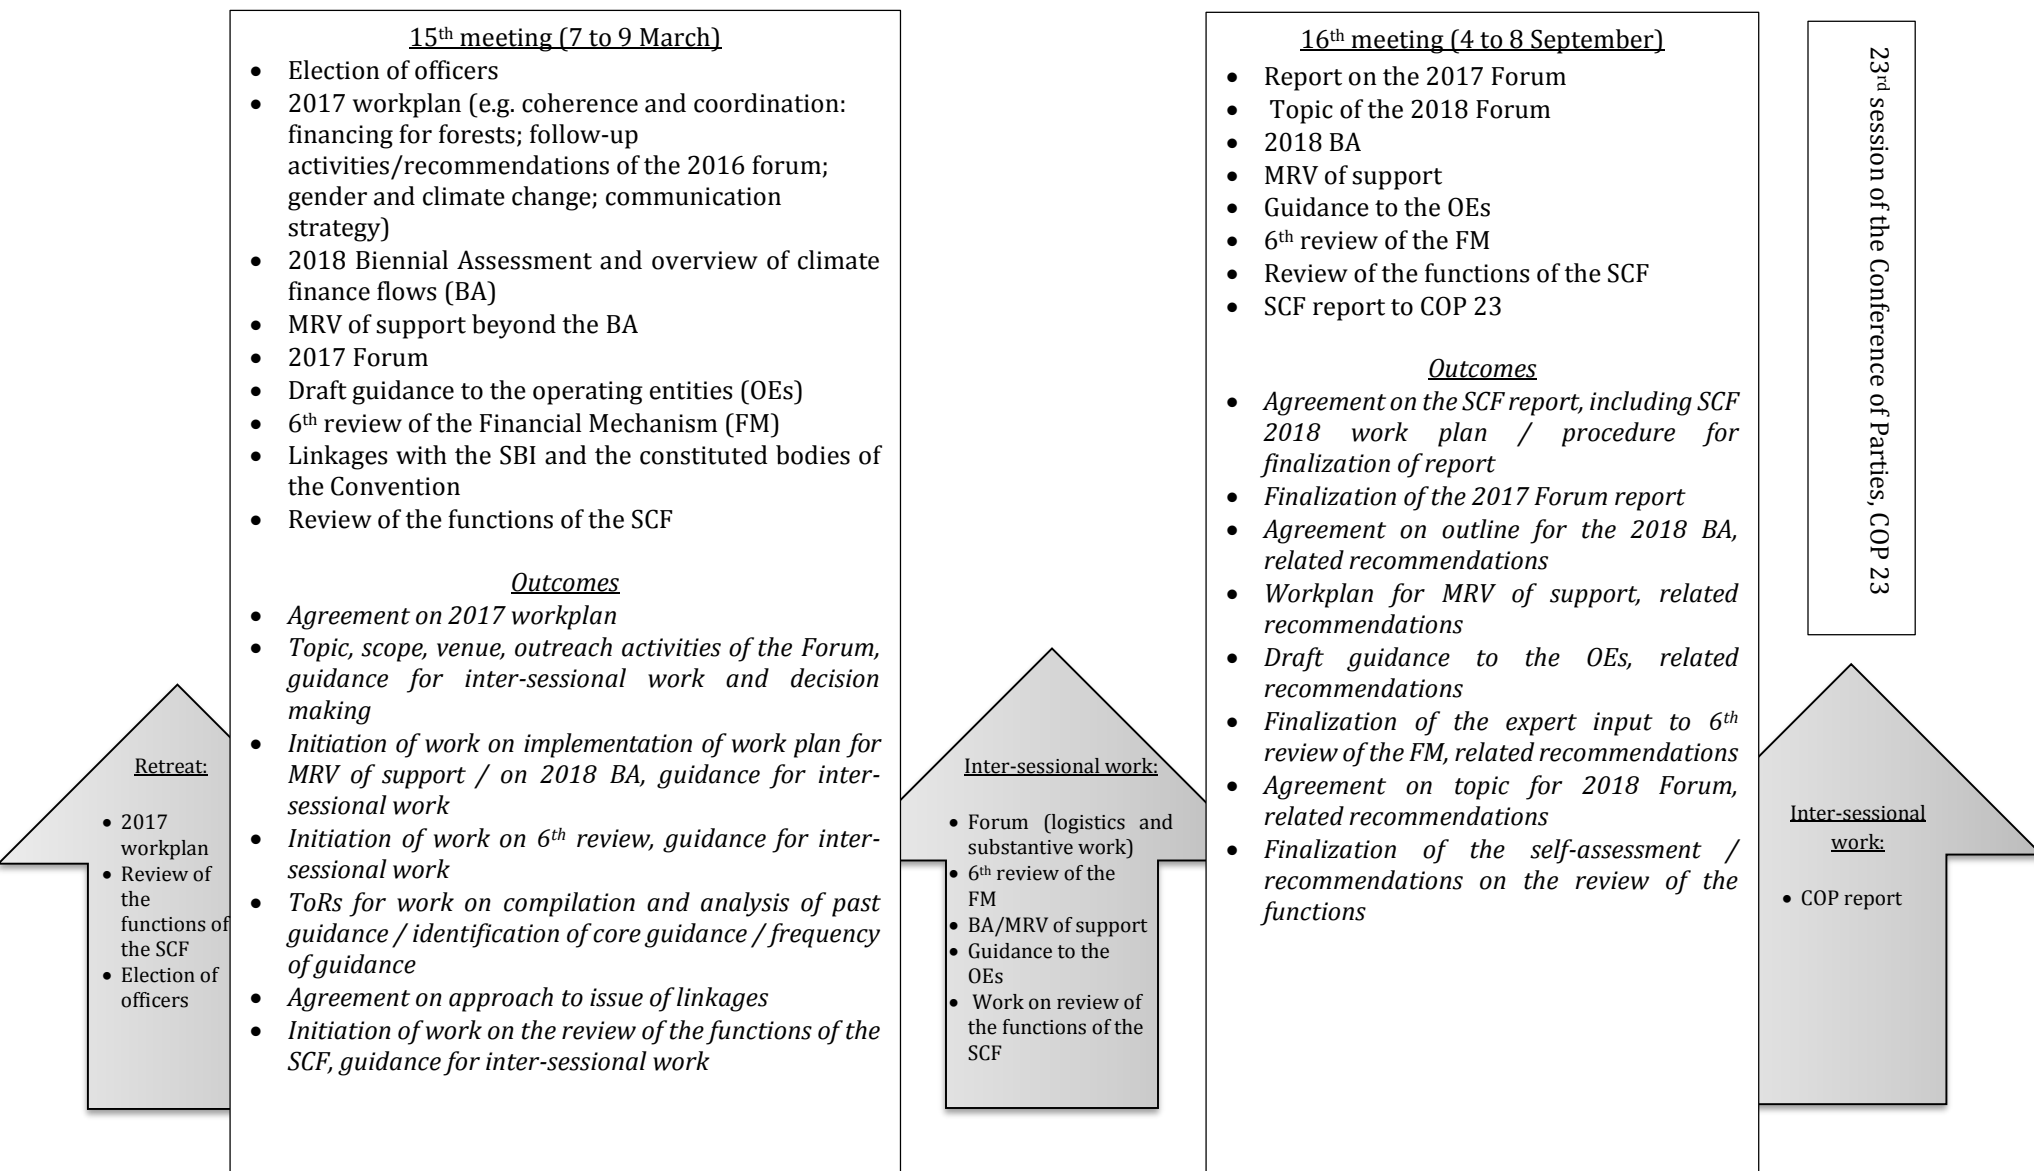 Retreat:
• 2017
workplan
• Review of
the
functions of
the SCF
• Election of
officers
15th meeting (7 to 9 March)
• Election of officers
• 2017 workplan (e.g. coherence and coordination:
financing for forests; follow-up
activities/recommendations of the 2016 forum;
gender and climate change; communication
strategy)
• 2018 Biennial Assessment and overview of climate
finance flows (BA)
• MRV of support beyond the BA
• 2017 Forum
• Draft guidance to the operating entities (OEs)
• 6th review of the Financial Mechanism (FM)
• Linkages with the SBI and the constituted bodies of
the Convention
• Review of the functions of the SCF
Outcomes
• Agreement on 2017 workplan
• Topic, scope, venue, outreach activities of the Forum,
guidance for inter-sessional work and decision
making
• Initiation of work on implementation of work plan for
MRV of support / on 2018 BA, guidance for inter-
sessional work
• Initiation of work on 6th review, guidance for inter-
sessional work
• ToRs for work on compilation and analysis of past
guidance / identification of core guidance / frequency
of guidance
• Agreement on approach to issue of linkages
• Initiation of work on the review of the functions of the
SCF, guidance for inter-sessional work
Inter-sessional work:
• Forum (logistics and
substantive work)
• 6th review of the
FM
• BA/MRV of support
• Guidance to the
OEs
• Work on review of
the functions of the
SCF
16th meeting (4 to 8 September)
• Report on the 2017 Forum
• Topic of the 2018 Forum
• 2018 BA
• MRV of support
• Guidance to the OEs
• 6th review of the FM
• Review of the functions of the SCF
• SCF report to COP 23
Outcomes
• Agreement on the SCF report, including SCF
2018 work plan / procedure for
finalization of report
• Finalization of the 2017 Forum report
• Agreement on outline for the 2018 BA,
related recommendations
• Workplan for MRV of support, related
recommendations
• Draft guidance to the OEs, related
recommendations
• Finalization of the expert input to 6th
review of the FM, related recommendations
• Agreement on topic for 2018 Forum,
related recommendations
• Finalization of the self-assessment /
recommendations on the review of the
functions
Inter-sessional
work:
• COP report
23rd session of the Conference of Parties, COP 23